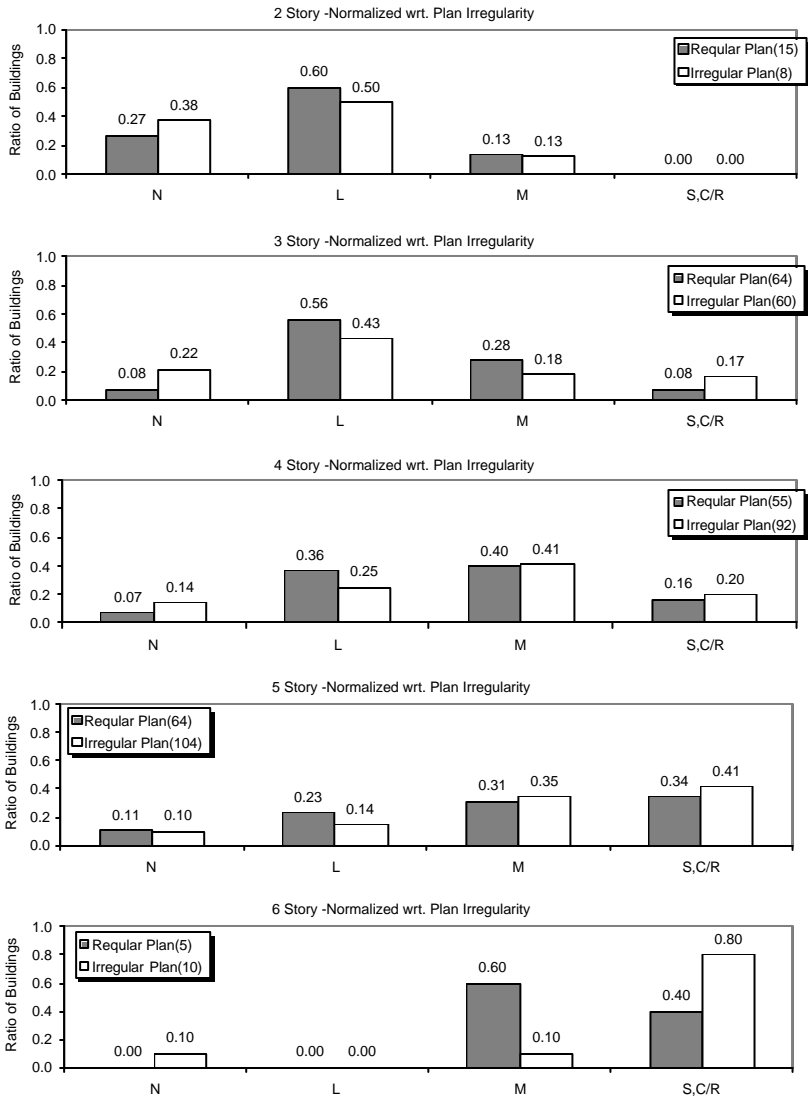 2 Story -Normalized wrt. Plan Irregularity
Ratio of Buildings
1.0
0.8
0.6
0.4
0.2
0.0
Reqular Plan(15)
Irregular Plan(8)
0.27 0.38 0.60 0.50 0.13 0.13 0.00 0.00
N L M S,C/R
3 Story -Normalized wrt. Plan Irregularity
Ratio of Buildings
1.0
0.8
0.6
0.4
0.2
0.0
Reqular Plan(64)
Irregular Plan(60)
0.08 0.22 0.56 0.43 0.28 0.18 0.08 0.17
N L M S,C/R
4 Story -Normalized wrt. Plan Irregularity
Ratio of Buildings
1.0
0.8
0.6
0.4
0.2
0.0
Reqular Plan(55)
Irregular Plan(92)
0.07 0.14 0.36 0.25 0.40 0.41 0.16 0.20
N L M S,C/R
5 Story -Normalized wrt. Plan Irregularity
Ratio of Buildings
1.0
0.8
0.6
0.4
0.2
0.0
Reqular Plan(64)
Irregular Plan(104)
0.11 0.10 0.23 0.14 0.31 0.35 0.34 0.41
N L M S,C/R
6 Story -Normalized wrt. Plan Irregularity
Ratio of Buildings
1.0
0.8
0.6
0.4
0.2
0.0
Reqular Plan(5)
Irregular Plan(10)
0.00 0.10 0.00 0.00 0.60 0.10 0.40 0.80
N L M S,C/R